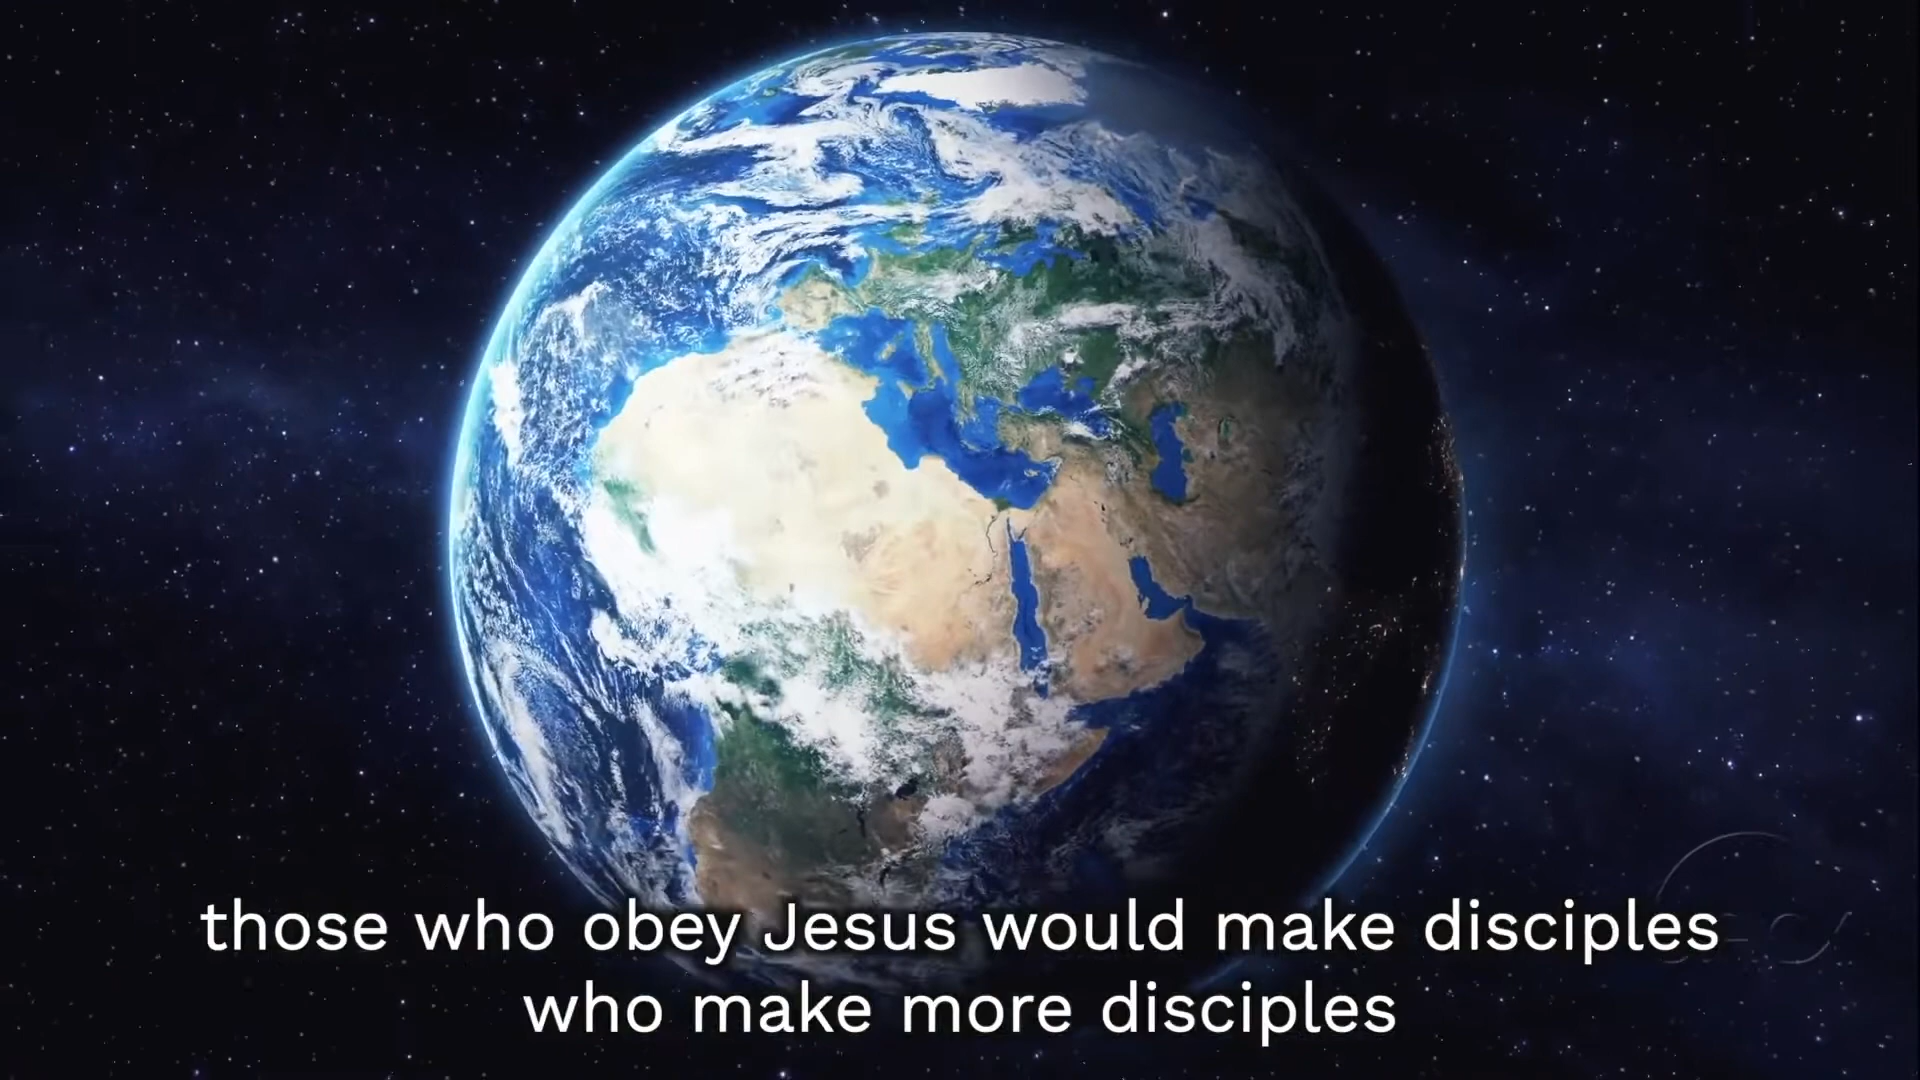 those who obey Jesus would make disciples
who make more disciples